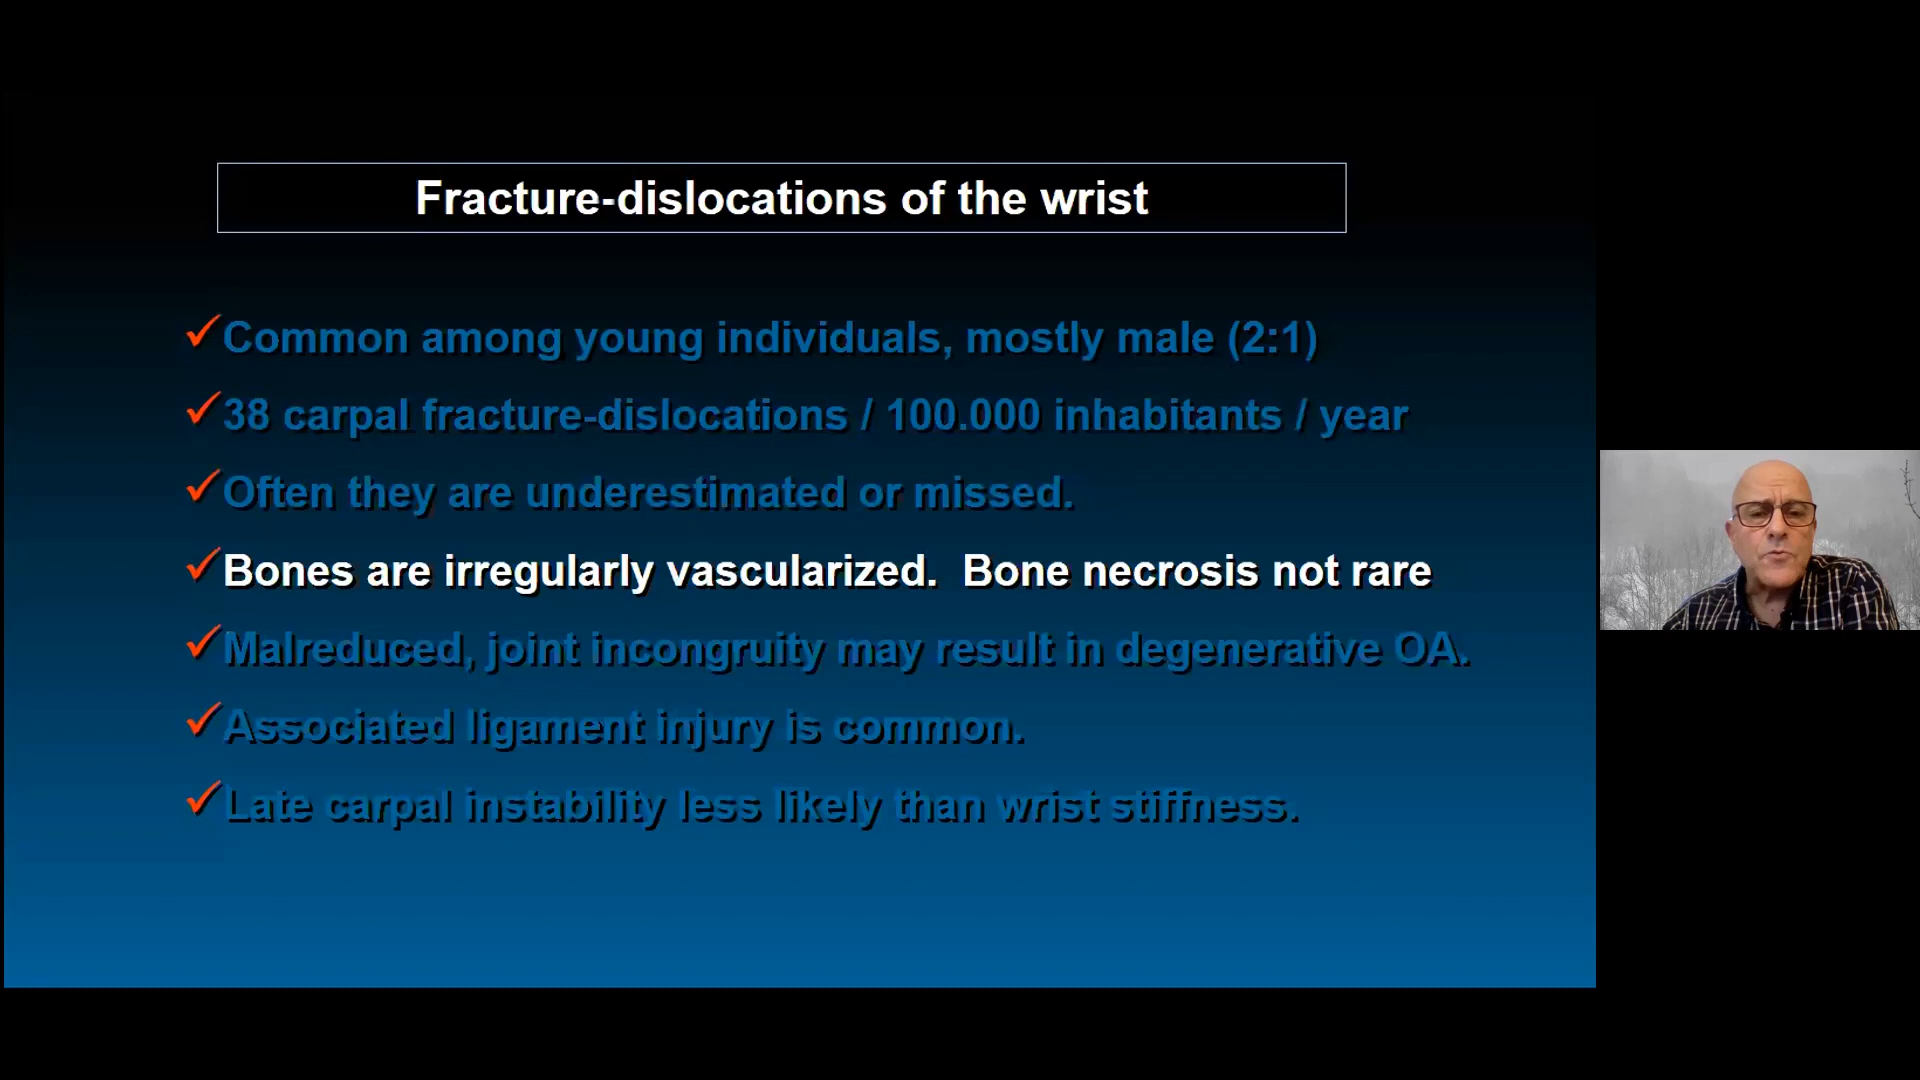 Fracture-dislocations of the wrist
✓Common among young individuals, mostly male (2:1)
✓38 carpal fracture-dislocations / 100.000 inhabitants / year
✓Often they are underestimated or missed.
✓Bones are irregularly vascularized. Bone necrosis not rare
✓Malreduced, joint incongruity may result in degenerative OA.
✓Associated ligament injury is common.
✓Late carpal instability less likely than wrist stiffness.